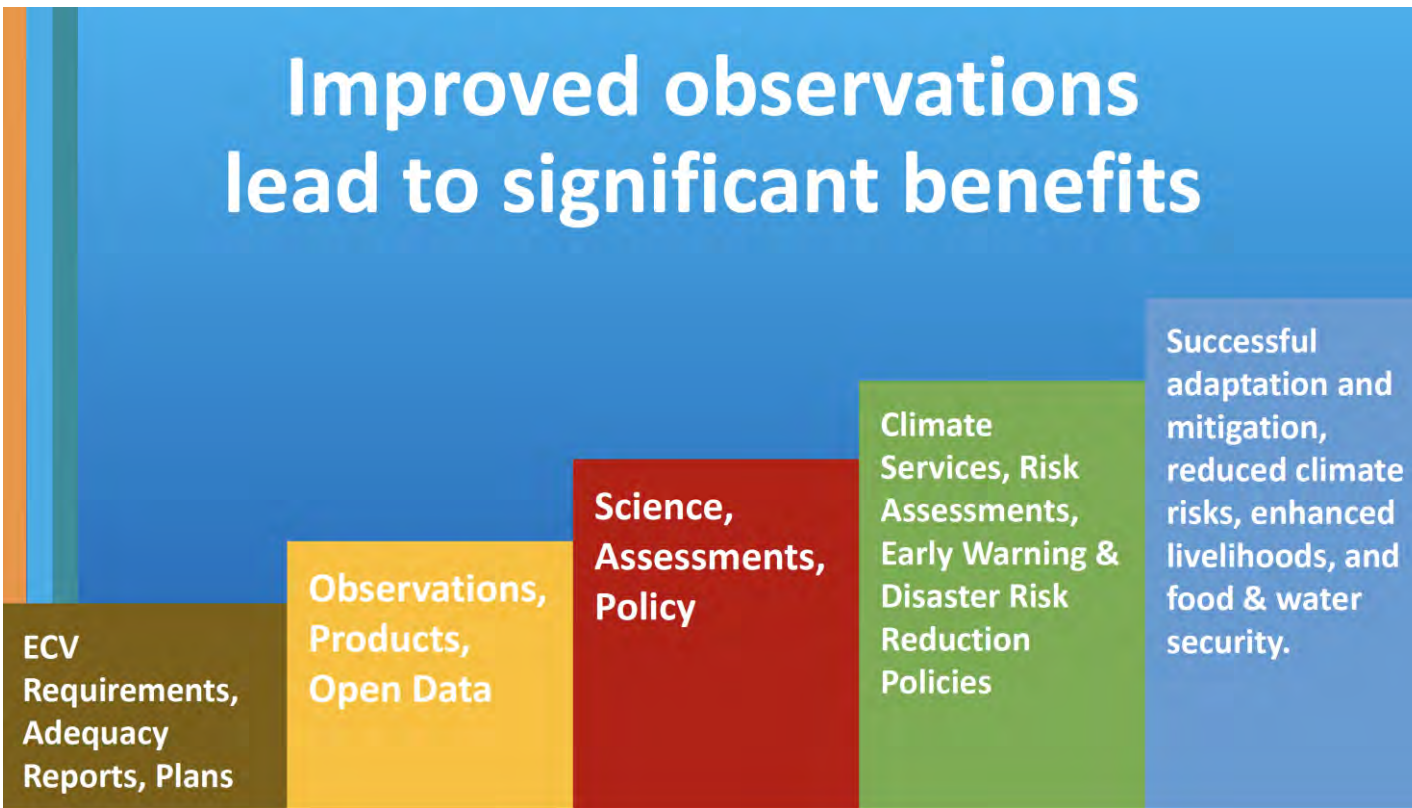 Improved observations
lead to significant benefits
ECV
Requirements,
Adequacy
Reports, Plans
Observations,
Products,
Open Data
Science,
Assessments,
Policy
Climate
Services, Risk
Assessments,
Early Warning &
Disaster Risk
Reduction
Policies
Successful
adaptation and
mitigation,
reduced climate
risks, enhanced
livelihoods, and
food & water
security.